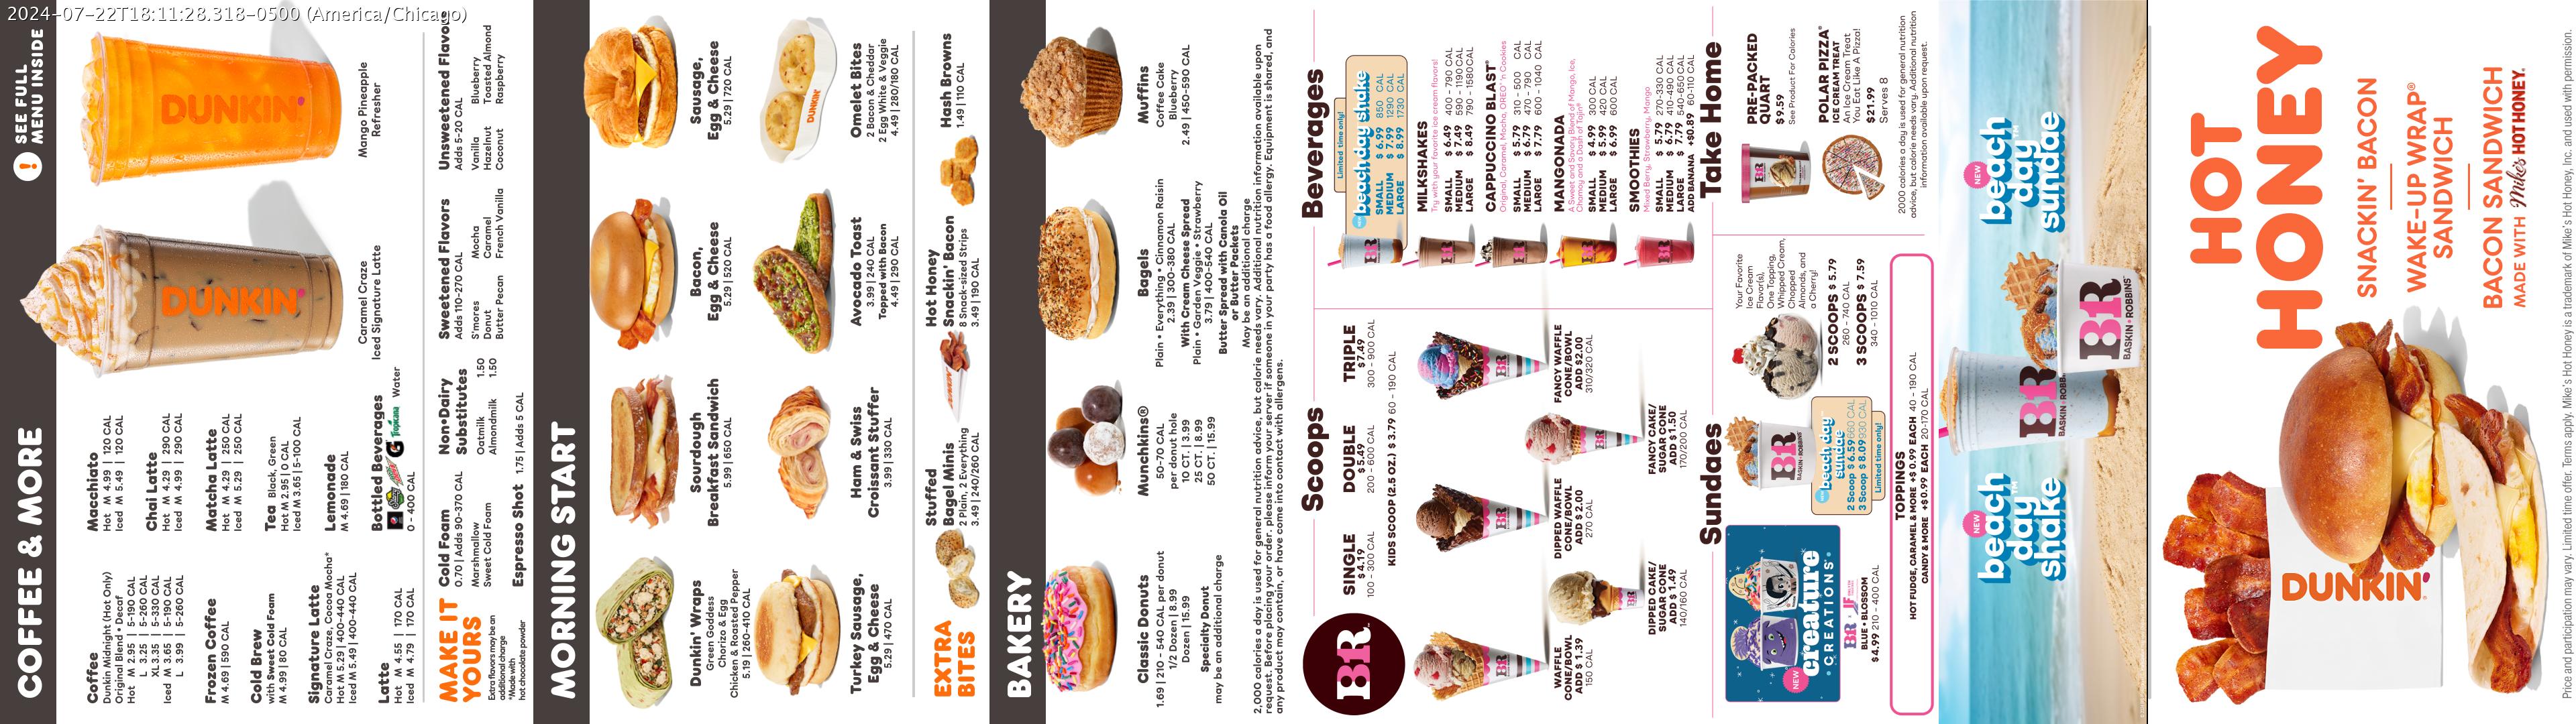 2024-07-22T18:11:28.318-0500 (America/Chicago)
COFFEE & MORE
! SEE FULL
MENU INSIDE
Coffee
Dunkin Midnight (Hot Only)
Original Blend • Decaf
Hot M 2.95 | 5-190 CAL
L 3.25 | 5-260 CAL
XL 3.35 | 5-330 CAL
Iced M 3.65 | 5-190 CAL
L 3.99 | 5-260 CAL
Frozen Coffee
M 4.69 | 590 CAL
Cold Brew
with Sweet Cold Foam
M 4.99 | 80 CAL
Signature Latte
Caramel Craze, Cocoa Mocha*
Hot M 5.29 | 400-440 CAL
Iced M 5.49 | 400-440 CAL
Latte
Hot M 4.55 | 170 CAL
Iced M 4.79 | 170 CAL
Macchiato
Hot M 4.99 | 120 CAL
Iced M 5.49 | 120 CAL
Chai Latte
Hot M 4.29 | 290 CAL
Iced M 4.99 | 290 CAL
Matcha Latte
Hot M 4.29 | 250 CAL
Iced M 5.29 | 250 CAL
Tea Black, Green
Hot M 2.95 | 0 CAL
Iced M 3.65 | 5-100 CAL
Lemonade
M 4.69 | 180 CAL
Bottled Beverages
Tropicana Water
0 - 400 CAL
DUNKIN'
Caramel Craze
Iced Signature Latte
DUNKIN'
Mango Pineapple
Refresher
MAKE IT
YOURS
Extra flavors may be an
additional charge
*Made with
hot chocolate powder
Cold Foam
0.70 | Adds 90-370 CAL
Marshmallow
Sweet Cold Foam
Espresso Shot 1.75 | Adds 5 CAL
Non•Dairy
Substitutes
Oatmilk 1.50
Almondmilk 1.50
Sweetened Flavors
Adds 110-270 CAL
S'mores Mocha
Donut Caramel
Butter Pecan French Vanilla
Unsweetened Flavors
Adds 5-20 CAL
Vanilla Blueberry
Hazelnut Toasted Almond
Coconut Raspberry
MORNING START
Dunkin' Wraps
Green Goddess
Chorizo & Egg
Chicken & Roasted Pepper
5.19 | 260-410 CAL
Sourdough
Breakfast Sandwich
5.99 | 650 CAL
Bacon,
Egg & Cheese
5.29 | 520 CAL
Sausage,
Egg & Cheese
5.29 | 720 CAL
DUNKIN'
Turkey Sausage,
Egg & Cheese
5.29 | 470 CAL
Ham & Swiss
Croissant Stuffer
3.99 | 330 CAL
Avocado Toast
3.99 | 240 CAL
Topped with Bacon
4.49 | 290 CAL
Omelet Bites
2 Bacon & Cheddar
2 Egg White & Veggie
4.49 | 280/180 CAL
EXTRA
BITES
Stuffed
Bagel Minis
2 Plain, 2 Everything
3.49 | 240/260 CAL
Hot Honey
Snackin' Bacon
8 Snack-sized Strips
3.49 | 190 CAL
Hash Browns
1.49 | 110 CAL
BAKERY
Classic Donuts
1.69 | 210 - 540 CAL per donut
1/2 Dozen | 8.99
Dozen | 15.99
Specialty Donut
may be an additional charge
Munchkins®
50-70 CAL
per donut hole
10 CT. | 3.99
25 CT. | 8.99
50 CT. | 15.99
Bagels
Plain • Everything • Cinnamon Raisin
2.39 | 300-380 CAL
With Cream Cheese Spread
Plain • Garden Veggie • Strawberry
3.79 | 400-540 CAL
Butter Spread with Canola Oil
or Butter Packets
May be an additional charge
Muffins
Coffee Cake
Blueberry
2.49 | 450-590 CAL
2,000 calories a day is used for general nutrition advice, but calorie needs vary. Additional nutrition information available upon
request. Before placing your order, please inform your server if someone in your party has a food allergy. Equipment is shared, and
any product may contain, or have come into contact with allergens.
BR
Scoops
SINGLE
$ 4.19
100 - 300 CAL
DOUBLE
$ 5.49
200 - 600 CAL
TRIPLE
$ 7.49
300 - 900 CAL
KIDS SCOOP (2.5 OZ.) $ 3.79 60 - 190 CAL
WAFFLE
CONE/BOWL
ADD $ 1.39
150 CAL
DIPPED WAFFLE
CONE/BOWL
ADD $ 2.00
270 CAL
FANCY WAFFLE
CONE/BOWL
ADD $2.00
310/320 CAL
DIPPED CAKE/
SUGAR CONE
ADD $ 1.49
140/160 CAL
FANCY CAKE/
SUGAR CONE
ADD $ 1.50
170/200 CAL
Beverages
Limited time only!
beach day shake
SMALL $ 6.99 850 CAL
MEDIUM $ 7.99 1290 CAL
LARGE $ 8.99 1730 CAL
MILKSHAKES
Try with your favorite ice cream flavors!
SMALL $ 6.49 400 - 790 CAL
MEDIUM $ 7.49 590 - 1190 CAL
LARGE $ 8.49 790 - 1580 CAL
CAPPUCCINO BLAST®
Original, Caramel, Mocha, OREO® 'n Cookies
SMALL $ 5.79 310 - 500 CAL
MEDIUM $ 6.79 470 - 790 CAL
LARGE $ 7.79 600 - 1040 CAL
MANGONADA
A Sweet and Savory Blend of Mango, Ice,
Chamoy and a Dash of Tajin®
SMALL $ 4.99 300 CAL
MEDIUM $ 5.99 420 CAL
LARGE $ 6.99 600 CAL
SMOOTHIES
Mixed Berry, Strawberry, Mango
SMALL $ 5.79 270-330 CAL
MEDIUM $ 6.79 410-490 CAL
LARGE $ 7.79 540-650 CAL
ADD BANANA +$0.89 60-110 CAL
Sundaes
NEW
creature
CREATIONS®
BR
BLUE • BLOSSOM
$ 4.99 210 - 400 CAL
BR
BASKIN • ROBBINS
beach day
sundae
2 Scoop $ 6.59 660 CAL
3 Scoop $ 8.09 930 CAL
Limited time only!
Your Favorite
Ice Cream
Flavor(s),
One Topping,
Whipped Cream,
Chopped
Almonds, and
a Cherry!
2 SCOOPS $ 5.79
260 - 740 CAL
3 SCOOPS $ 7.59
340 - 1010 CAL
TOPPINGS
HOT FUDGE, CARAMEL & MORE +$ 0.99 EACH 40 - 190 CAL
CANDY & MORE +$ 0.99 EACH 20-170 CAL
Take Home
PRE-PACKED
QUART
$ 9.59
See Product For Calories
POLAR PIZZA®
ICE CREAM TREAT
An Ice Cream Treat
You Eat Like A Pizza!
$ 21.99
Serves 8
2000 calories a day is used for general nutrition
advice, but calorie needs vary. Additional nutrition
information available upon request.
NEW
beach
day™
shake
BR
BASKIN • ROBB
BR
BASKIN • ROBBINS
NEW
beach
day™
sundae
DUNKIN'
HOT
HONEY
SNACKIN' BACON
WAKE-UP WRAP®
SANDWICH
BACON SANDWICH
MADE WITH Mike's HOT HONEY.
Price and participation may vary. Limited time offer. Terms apply. Mike's Hot Honey is a trademark of Mike's Hot Honey, Inc. and used with permission.